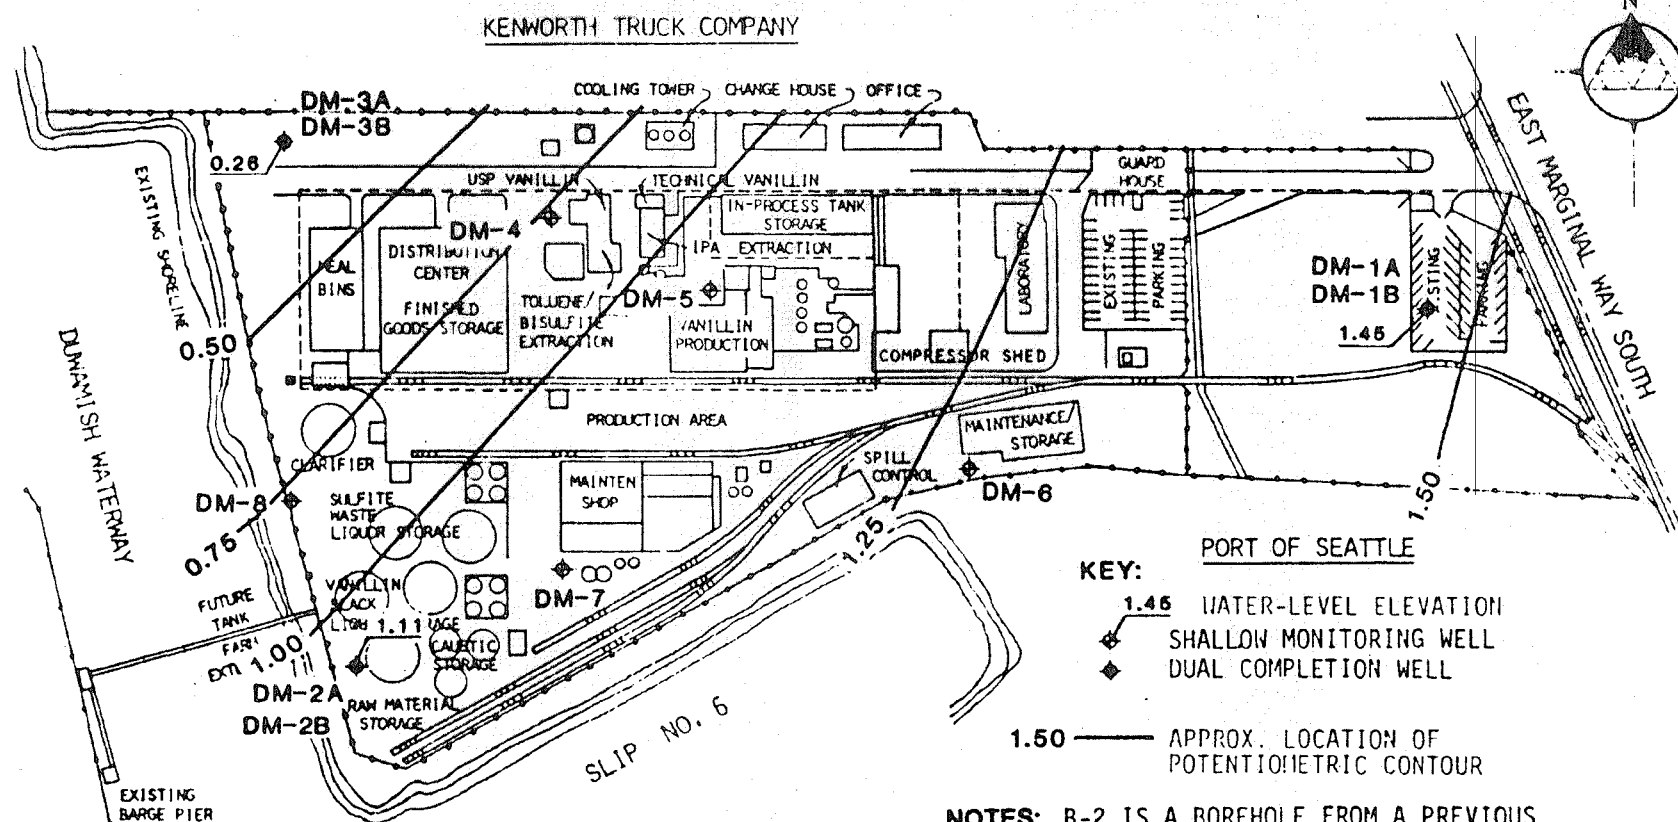 KENWORTH TRUCK COMPANY
N
COOLING TOWER
CHANGE HOUSE
OFFICE
DM-3A
DM-3B
0.26
EXISTING SHORELINE
USP VANILLIN
TECHNICAL VANILLIN
GUARD
HOUSE
EAST MARGINAL WAY SOUTH
IN-PROCESS TANK
STORAGE
DM-4
IPA EXTRACTION
DISTRIBUTION
CENTER
FINISHED
GOODS STORAGE
BINS
TOLUENE/
BISULFITE
EXTRACTION
DM-5
VANILLIN
PRODUCTION
LABORATORY
EXISTING
PARKING
DM-1A
DM-1B
1.45
PARKING
0.50
COMPRESSOR SHED
DUWAMISH WATERWAY
PRODUCTION AREA
MAINTENANCE/
STORAGE
CLARIFIER
SPILL
CONTROL
DM-8
SULFITE
WASTE
LIQUOR STORAGE
MAINTEN
SHOP
DM-6
0.75
1.25
1.50
FUTURE
TANK
FARM
VANILLIN
DM-7
1.11
CAUSTIC
STORAGE
1.00
DM-2A
DM-2B
RAW MATERIAL
STORAGE
SLIP NO. 6
EXISTING
BARGE PIER
PORT OF SEATTLE
KEY:
1.45 WATER-LEVEL ELEVATION
SHALLOW MONITORING WELL
DUAL COMPLETION WELL
1.50 APPROX. LOCATION OF
POTENTIOMETRIC CONTOUR
NOTES: B-2 IS A BOREHOLE FROM A PREVIOUS